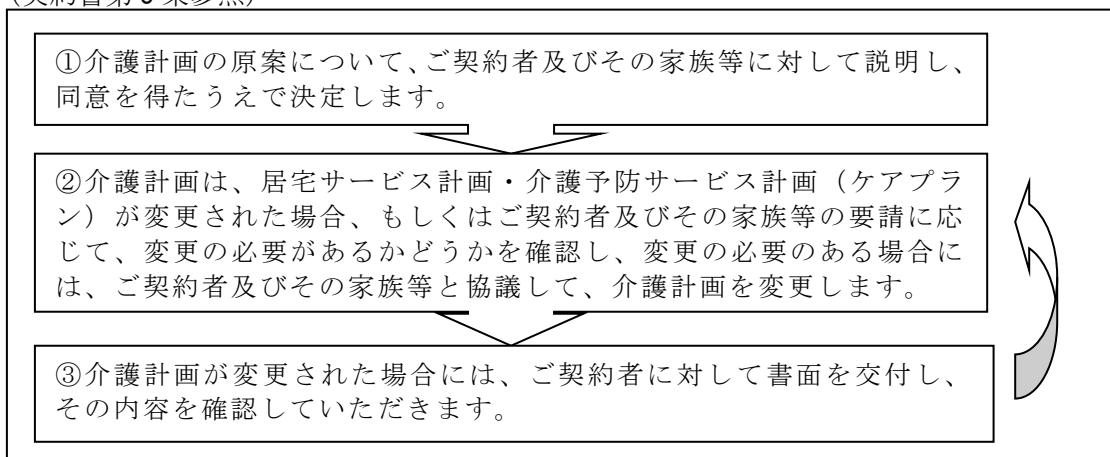 ①介護計画の原案について、ご契約者及びその家族等に対して説明し、
同意を得たうえで決定します。
②介護計画は、居宅サービス計画・介護予防サービス計画（ケアプラ
ン）が変更された場合、もしくはご契約者及びその家族等の要請に応
じて、変更の必要があるかどうかを確認し、変更の必要のある場合に
は、ご契約者及びその家族等と協議して、介護計画を変更します。
③介護計画が変更された場合には、ご契約者に対して書面を交付し、
その内容を確認していただきます。